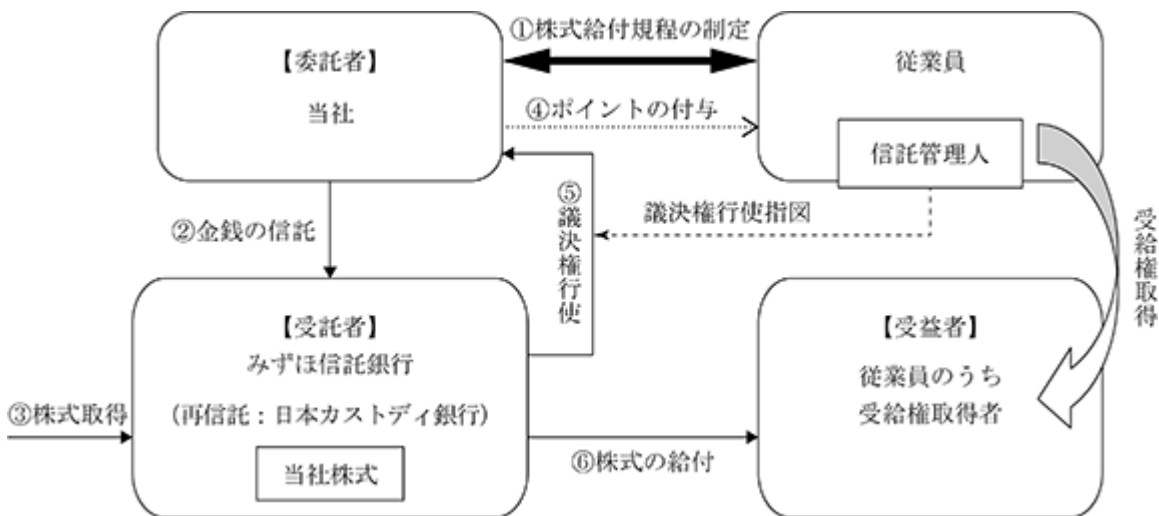 ①株式給付規程の制定
【委託者】
当社
従業員
④ポイントの付与
信託管理人
②金銭の信託
⑤議決権行使
議決権行使指図
受給権取得
【受託者】
みずほ信託銀行
(再信託：日本カストディ銀行)
当社株式
③株式取得
【受益者】
従業員のうち
受給権取得者
⑥株式の給付